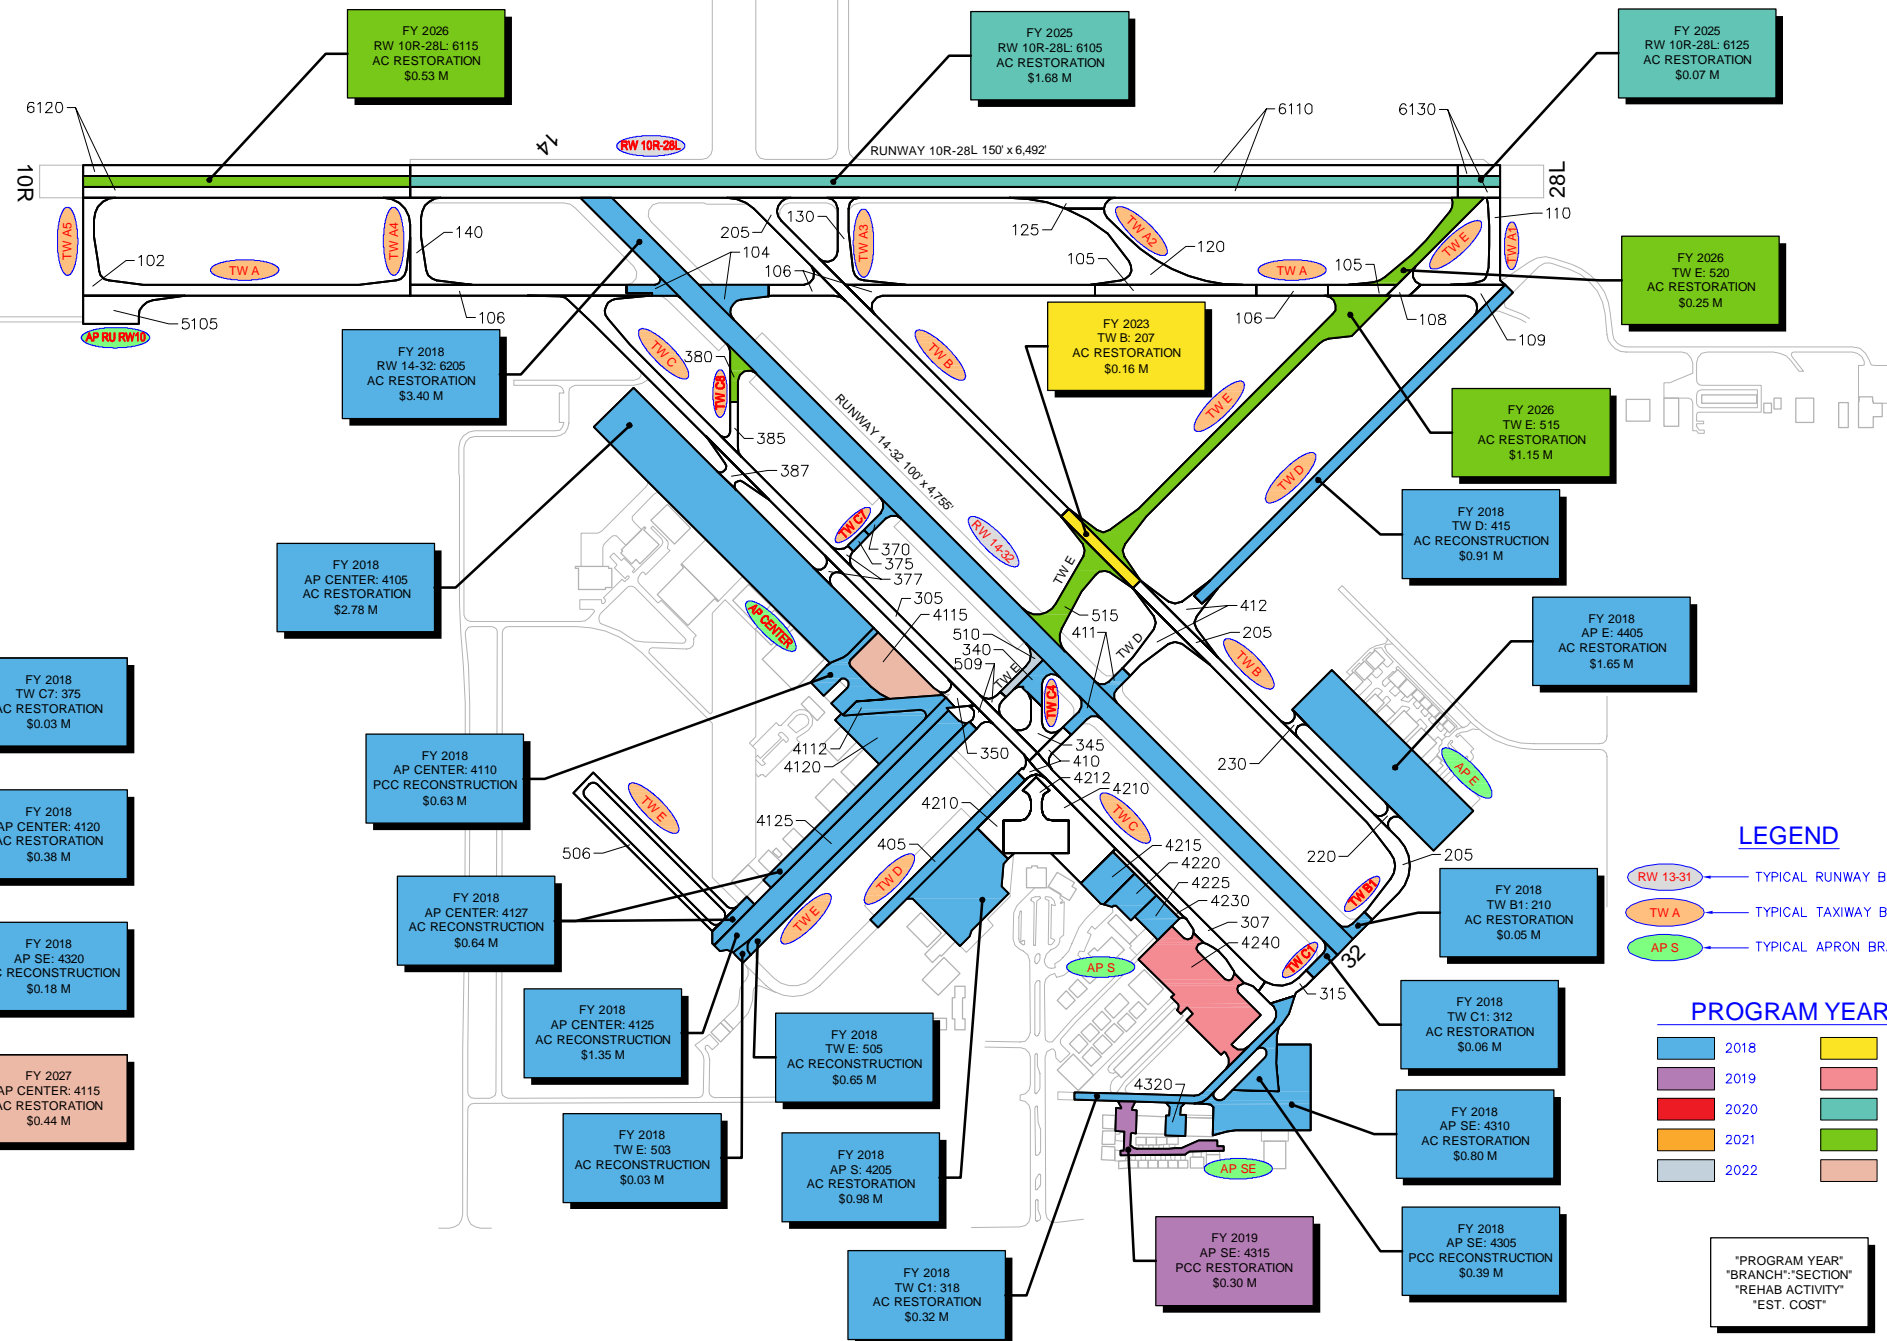 FY 2026
RW 10R-28L: 6115
AC RESTORATION
$0.53 M
FY 2025
RW 10R-28L: 6105
AC RESTORATION
$1.68 M
FY 2025
RW 10R-28L: 6125
AC RESTORATION
$0.07 M
6120
14
RW 10R-28L
RUNWAY 10R-28L 150' x 6,492'
6110
6130
10R
28L
TW A5
102
TW A
TW A4
140
205
130
TW A3
125
TW A2
120
TW A
105
TW E
110
TW A1
104
106
105
106
106
108
109
5105
AP RU RW10
FY 2026
TW E: 520
AC RESTORATION
$0.25 M
FY 2018
RW 14-32: 6205
AC RESTORATION
$3.40 M
FY 2023
TW B: 207
AC RESTORATION
$0.16 M
TW C
380
TW C8
385
387
TW B
TW E
RUNWAY 14-32 100' x 4,755'
FY 2026
TW E: 515
AC RESTORATION
$1.15 M
TW D
FY 2018
TW D: 415
AC RECONSTRUCTION
$0.91 M
TW C7
370
375
377
RW 14-32
TW E
FY 2018
AP CENTER: 4105
AC RESTORATION
$2.78 M
AP CENTER
305
4115
510
340
509
TW E
515
411
TW D
412
205
TW B
FY 2018
AP E: 4405
AC RESTORATION
$1.65 M
FY 2018
TW C7: 375
AC RESTORATION
$0.03 M
TW C4
FY 2018
AP CENTER: 4110
PCC RECONSTRUCTION
$0.63 M
4112
4120
350
345
410
4212
4210
4210
230
AP E
FY 2018
AP CENTER: 4120
AC RESTORATION
$0.38 M
TW E
506
4125
405
TW D
TW C
4215
4220
4225
4230
307
4240
220
205
TW B1
LEGEND
RW 13-31
TYPICAL RUNWAY B
TW A
TYPICAL TAXIWAY B
AP S
TYPICAL APRON BR
FY 2018
AP CENTER: 4127
AC RECONSTRUCTION
$0.64 M
TW E
FY 2018
TW B1: 210
AC RESTORATION
$0.05 M
FY 2018
AP SE: 4320
C RECONSTRUCTION
$0.18 M
AP S
TW C1
32
315
FY 2018
AP CENTER: 4125
AC RECONSTRUCTION
$1.35 M
FY 2018
TW E: 505
AC RECONSTRUCTION
$0.65 M
FY 2018
TW C1: 312
AC RESTORATION
$0.06 M
PROGRAM YEAR
2018
2019
2020
2021
2022
FY 2027
AP CENTER: 4115
AC RESTORATION
$0.44 M
4320
FY 2018
AP SE: 4310
AC RESTORATION
$0.80 M
FY 2018
TW E: 503
AC RECONSTRUCTION
$0.03 M
FY 2018
AP S: 4205
AC RESTORATION
$0.98 M
AP SE
FY 2019
AP SE: 4315
PCC RESTORATION
$0.30 M
FY 2018
AP SE: 4305
PCC RECONSTRUCTION
$0.39 M
FY 2018
TW C1: 318
AC RESTORATION
$0.32 M
"PROGRAM YEAR"
"BRANCH":"SECTION"
"REHAB ACTIVITY"
"EST. COST"